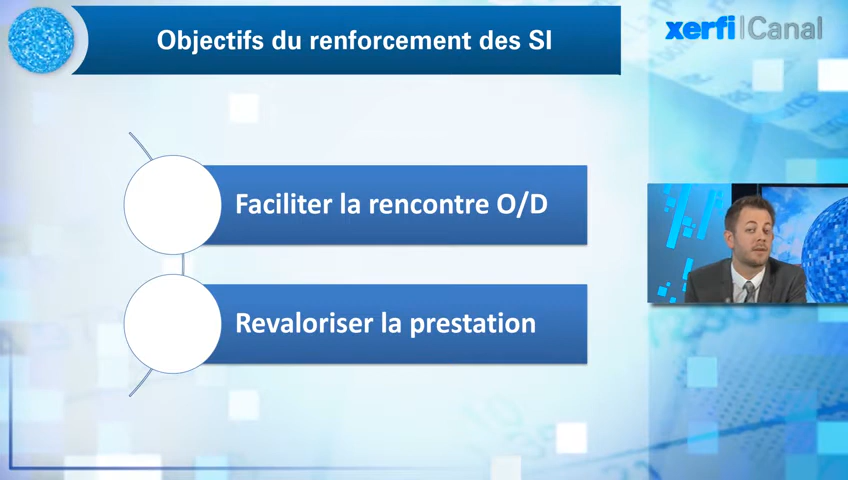 Objectifs du renforcement des SI
xerfi|Canal
Faciliter la rencontre O/D
Revaloriser la prestation